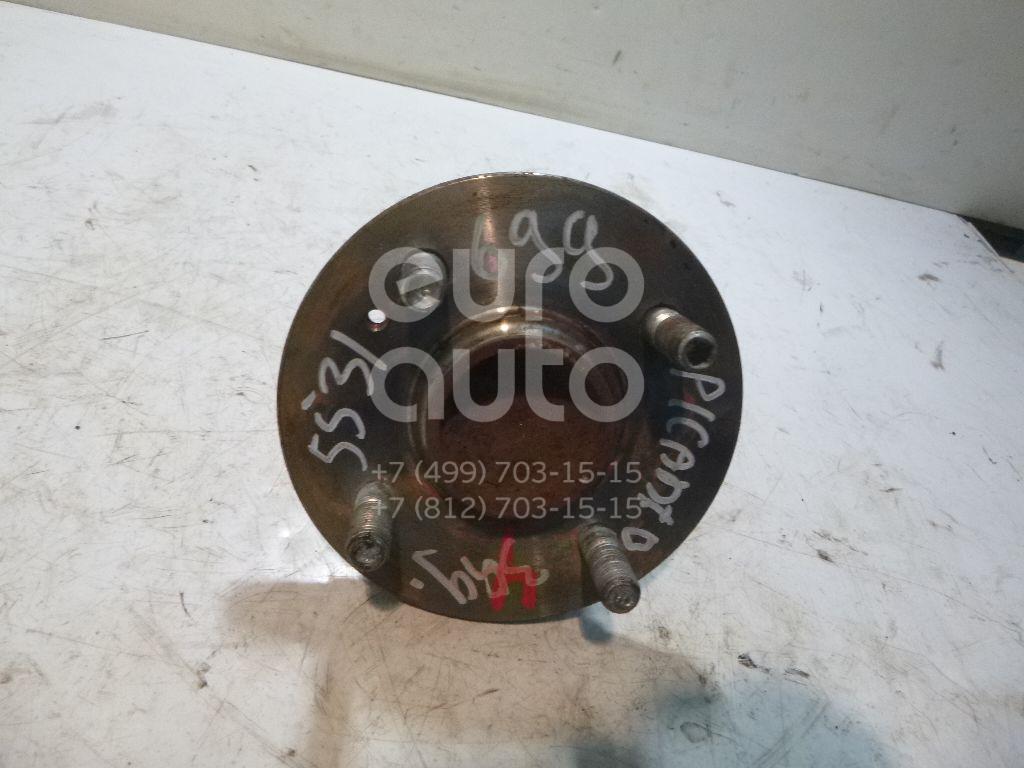 699
euro
auto
5531
PICANTO
+7 (499) 703-15-15
+7 (812) 703-15-15